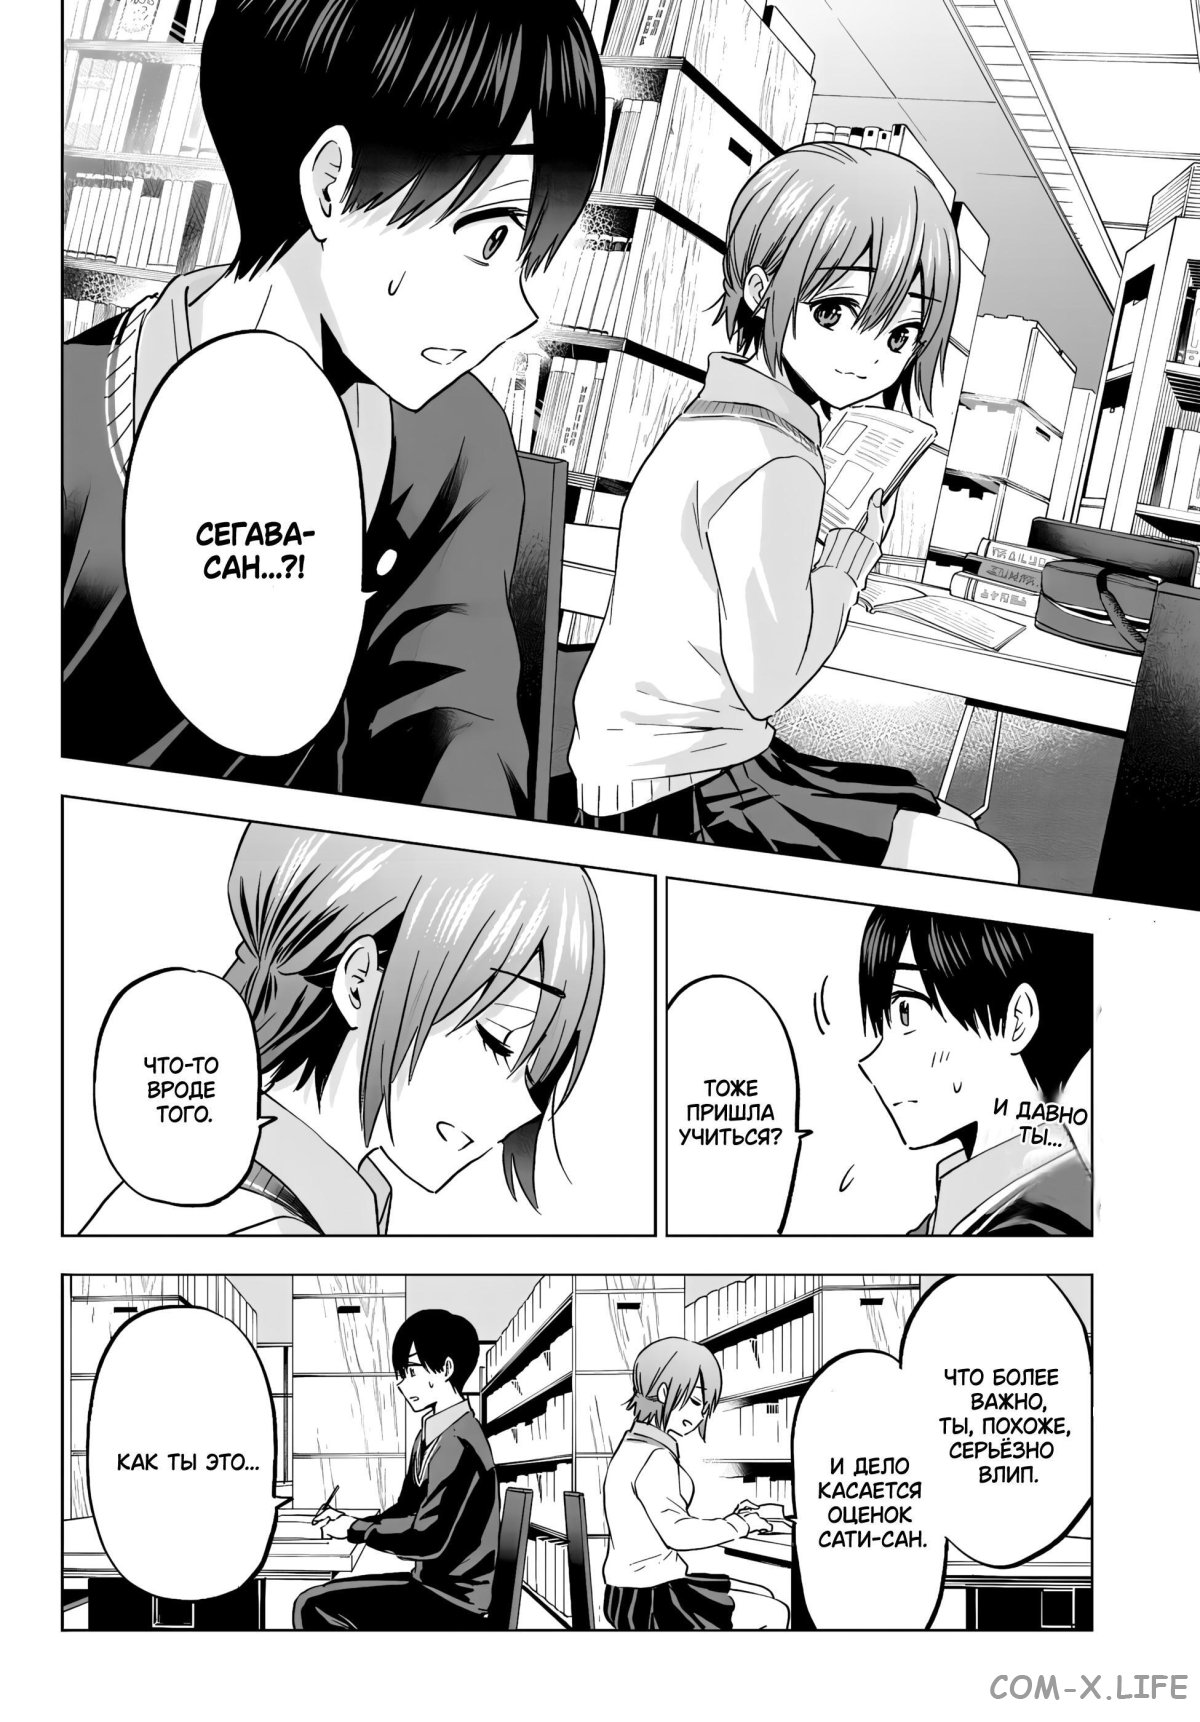 СЕГАВА-
САН...?!
И ДАВНО
ТЫ...
ТОЖЕ
ПРИШЛА
УЧИТЬСЯ?
ЧТО-ТО
ВРОДЕ
ТОГО.
ЧТО БОЛЕЕ
ВАЖНО,
ТЫ, ПОХОЖЕ,
СЕРЬЁЗНО
ВЛИП.
И ДЕЛО
КАСАЕТСЯ
ОЦЕНОК
САТИ-САН.
КАК ТЫ ЭТО...
COM-X.LIFE